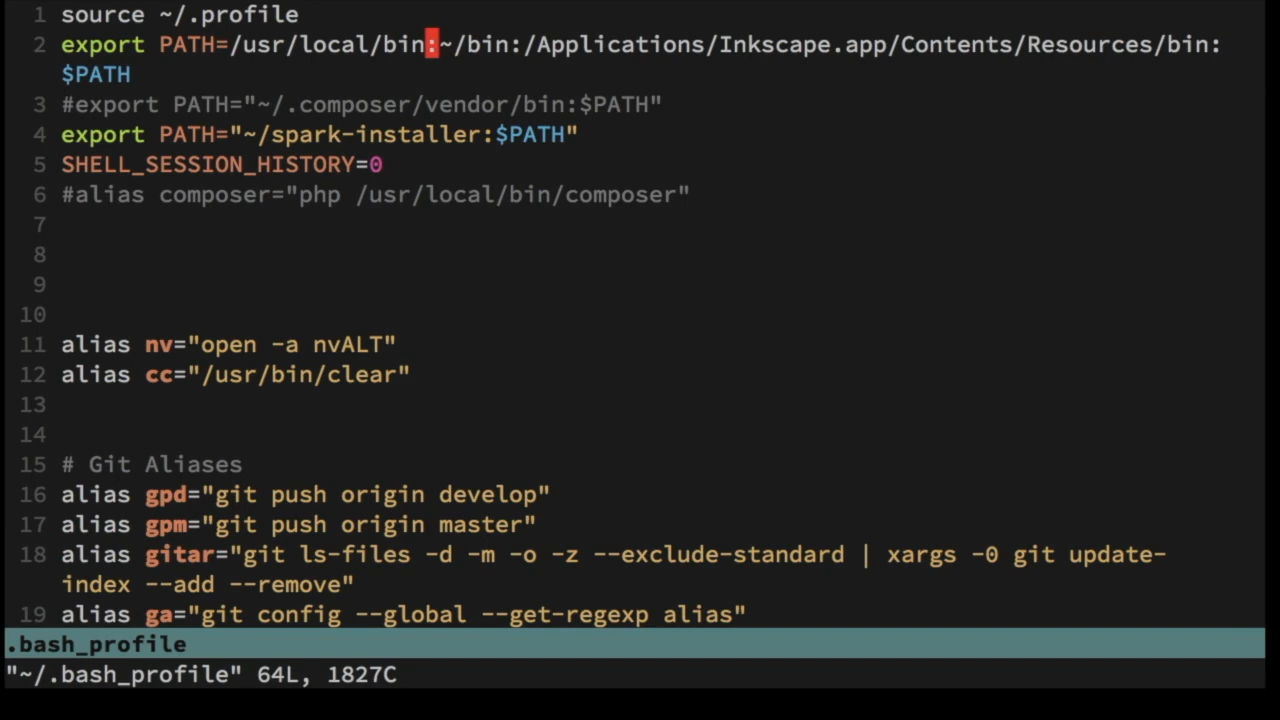 1 source ~/.profile
2 export PATH=/usr/local/bin:~/bin:/Applications/Inkscape.app/Contents/Resources/bin:
$PATH
3 #export PATH="~/.composer/vendor/bin:$PATH"
4 export PATH="~/spark-installer:$PATH"
5 SHELL_SESSION_HISTORY=0
6 #alias composer="php /usr/local/bin/composer"
7
8
9
10
11 alias nv="open -a nvALT"
12 alias cc="/usr/bin/clear"
13
14
15 # Git Aliases
16 alias gpd="git push origin develop"
17 alias gpm="git push origin master"
18 alias gitar="git ls-files -d -m -o -z --exclude-standard | xargs -0 git update-
index --add --remove"
19 alias ga="git config --global --get-regexp alias"
.bash_profile
"~/.bash_profile" 64L, 1827C